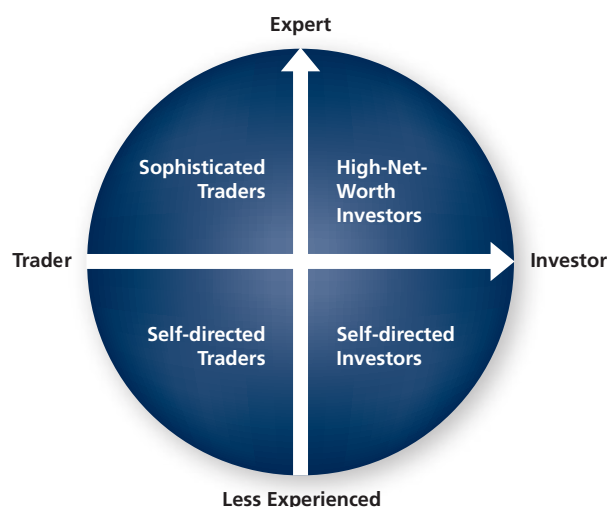 Expert
Sophisticated
Traders
High-Net-
Worth
Investors
Trader
Investor
Self-directed
Traders
Self-directed
Investors
Less Experienced